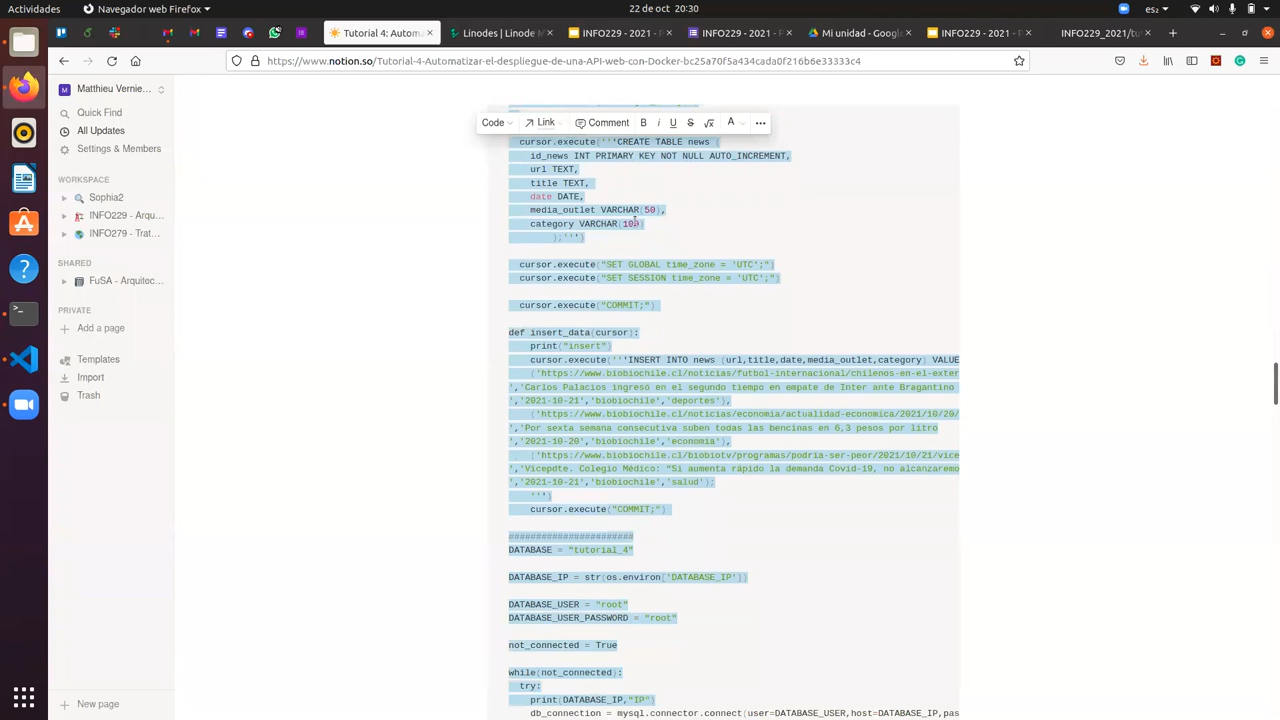 Actividades
Navegador web Firefox
22 de oct 20:30
es₂
Tutorial 4: Automa
Linodes | Linode M
INFO229 - 2021 - P
INFO229 - 2021 - P
Mi unidad - Google
INFO229 - 2021 - P
INFO229_2021/tut
https://www.notion.so/Tutorial-4-Automatizar-el-despliegue-de-una-API-web-con-Docker-bc25a70f5a434cada0f216b6e33333c4
M
Matthieu Vernie...
Quick Find
All Updates
Settings & Members
WORKSPACE
Sophia2
INFO229 - Arqu...
INFO279 - Trat...
SHARED
FuSA - Arquitec...
PRIVATE
Add a page
Templates
Import
Trash
New page
Code
Link
Comment
B
i
U
S
√x
A
cursor.execute('''CREATE TABLE news (
id_news INT PRIMARY KEY NOT NULL AUTO_INCREMENT,
url TEXT,
title TEXT,
date DATE,
media_outlet VARCHAR(50),
category VARCHAR(100)
);''')
cursor.execute("SET GLOBAL time_zone = 'UTC';")
cursor.execute("SET SESSION time_zone = 'UTC';")
cursor.execute("COMMIT;")
def insert_data(cursor):
print("insert")
cursor.execute('''INSERT INTO news (url,title,date,media_outlet,category) VALUE
('https://www.biobiochile.cl/noticias/futbol-internacional/chilenos-en-el-exter
','Carlos Palacios ingresó en el segundo tiempo en empate de Inter ante Bragantino
','2021-10-21','biobiochile','deportes'),
('https://www.biobiochile.cl/noticias/economia/actualidad-economica/2021/10/20/
','Por sexta semana consecutiva suben todas las bencinas en 6,3 pesos por litro
','2021-10-20','biobiochile','economia'),
('https://www.biobiochile.cl/biobiotv/programas/podria-ser-peor/2021/10/21/vice
','Vicepdte. Colegio Médico: "Si aumenta rápido la demanda Covid-19, no alcanzaremo
','2021-10-21','biobiochile','salud');
''')
cursor.execute("COMMIT;")
#######################
DATABASE = "tutorial_4"
DATABASE_IP = str(os.environ['DATABASE_IP'])
DATABASE_USER = "root"
DATABASE_USER_PASSWORD = "root"
not_connected = True
while(not_connected):
try:
print(DATABASE_IP,"IP")
db_connection = mysql.connector.connect(user=DATABASE_USER,host=DATABASE_IP,pas